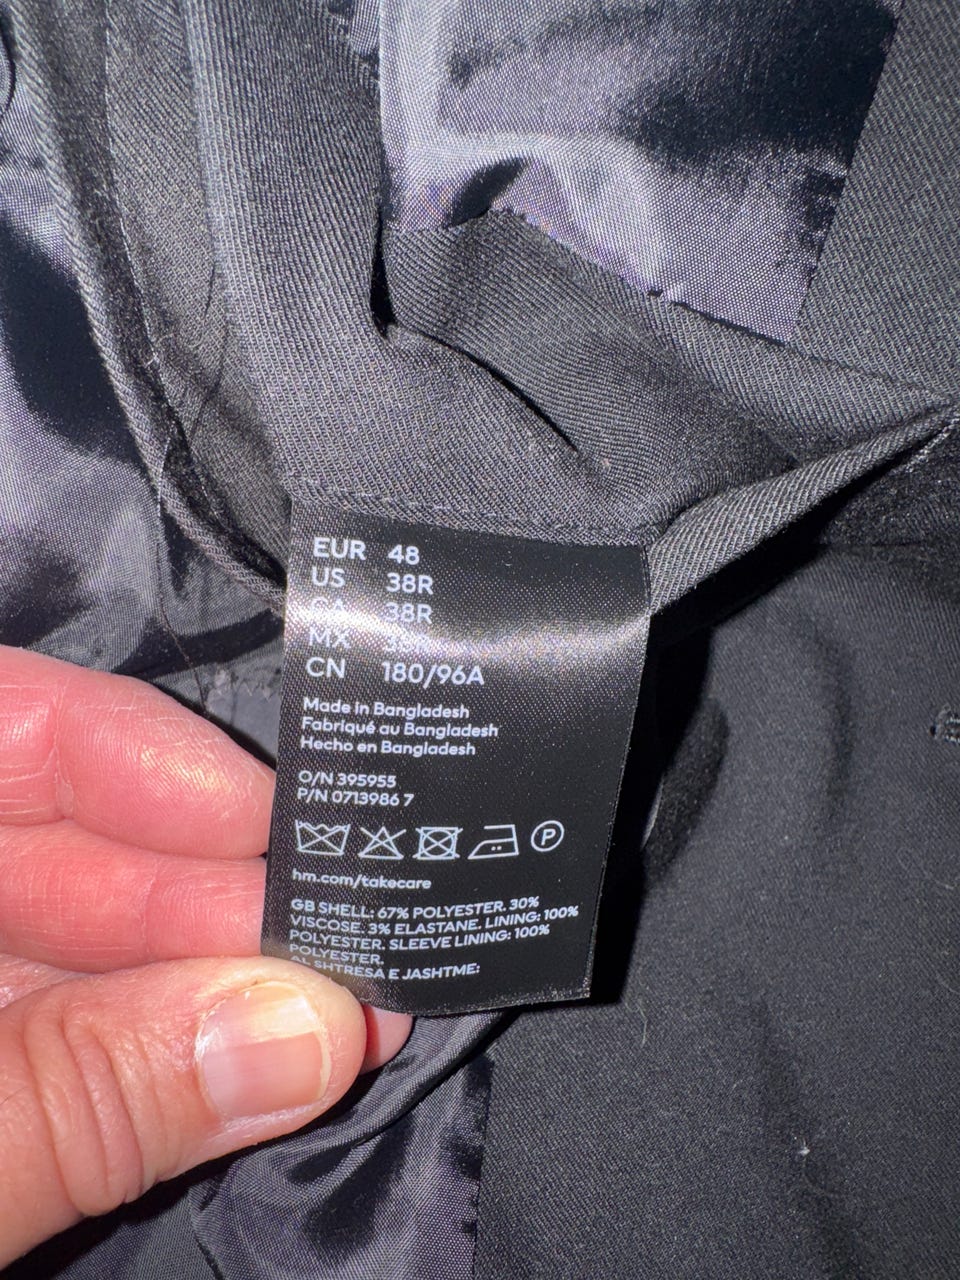 EUR 48
US 38R
CA 38R
MX
CN 180/96A
Made in Bangladesh
Fabriqué au Bangladesh
Hecho en Bangladesh
O/N 395955
P/N 0713986 7
P
hm.com/takecare
GB SHELL: 67% POLYESTER. 30%
VISCOSE. 3% ELASTANE. LINING: 100%
POLYESTER. SLEEVE LINING: 100%
POLYESTER.
AL SHTRESA E JASHTME: